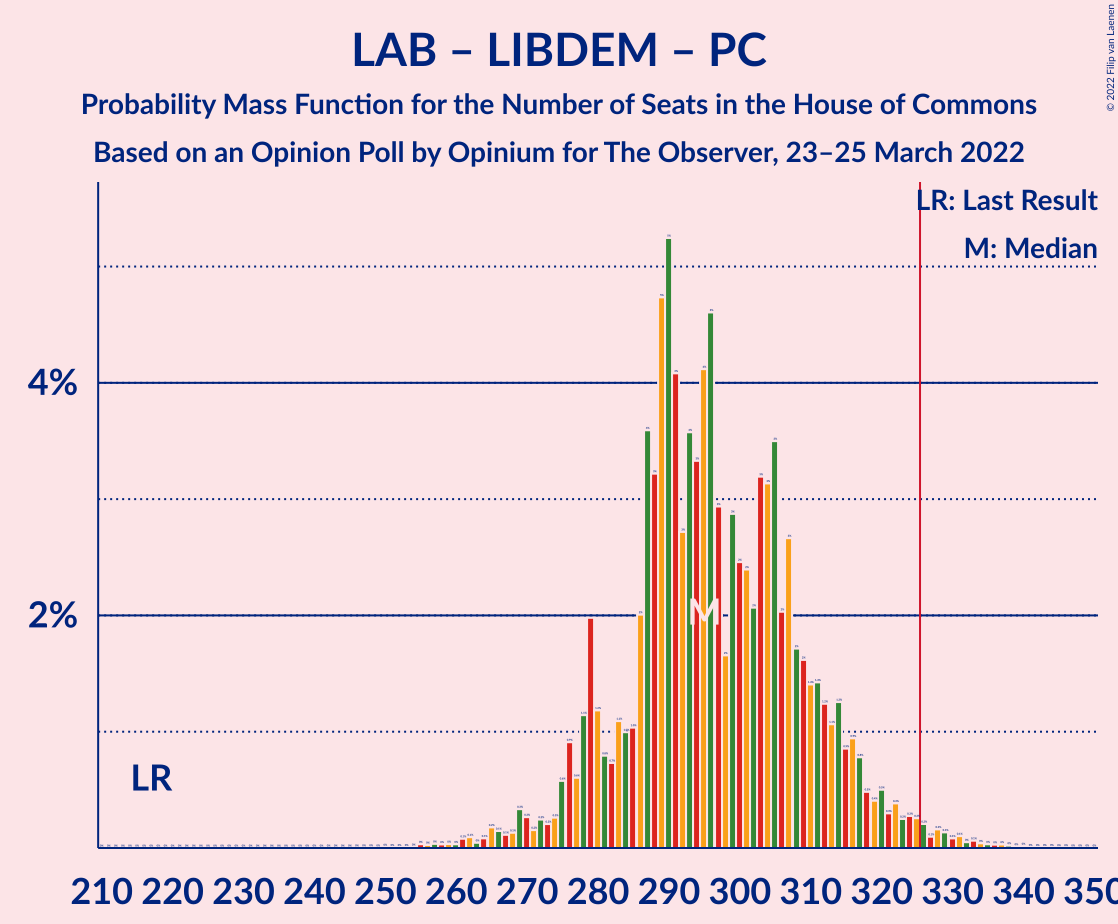 LAB – LIBDEM – PC
Probability Mass Function for the Number of Seats in the House of Commons
Based on an Opinion Poll by Opinium for The Observer, 23–25 March 2022
© 2022 Filip van Laenen
LR: Last Result
M: Median
4%
2%
M
LR
210 220 230 240 250 260 270 280 290 300 310 320 330 340 350